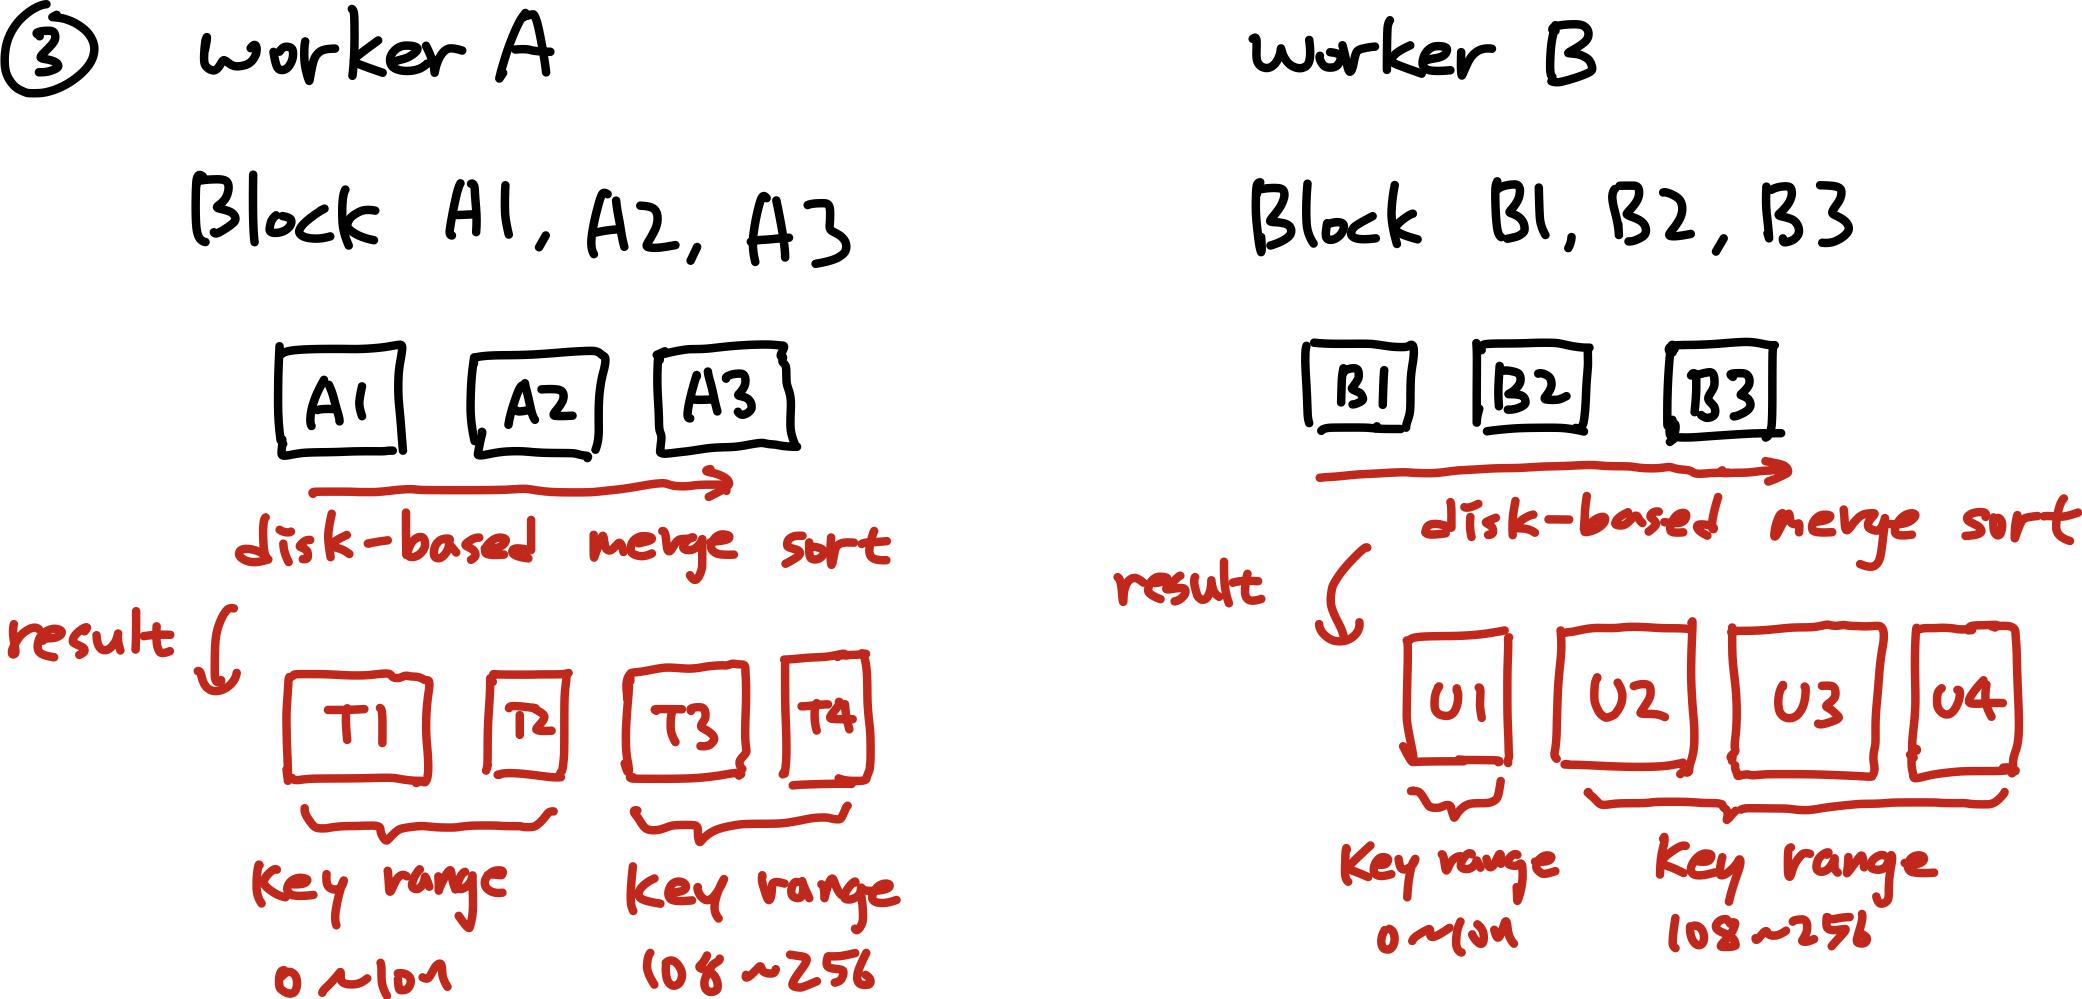 ③ worker A
Block A1, A2, A3
A1 A2 A3
disk-based merge sort
result
T1 T2 T3 T4
key range key range
0~107 108~256
worker B
Block B1, B2, B3
B1 B2 B3
disk-based merge sort
result
U1 U2 U3 U4
key range key range
0~107 108~256